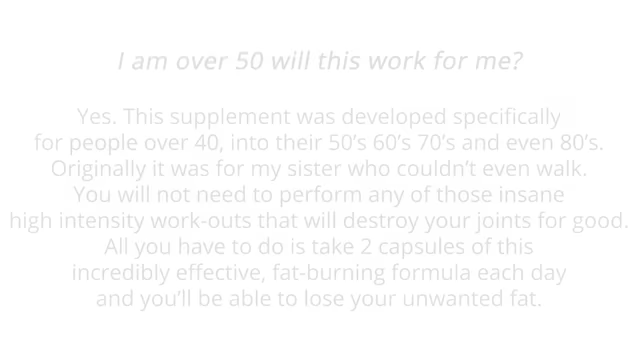 I am over 50 will this work for me?
Yes. This supplement was developed specifically
for people over 40, into their 50's 60's 70's and even 80's.
Originally it was for my sister who couldn't even walk.
You will not need to perform any of those insane
high intensity work-outs that will destroy your joints for good.
All you have to do is take 2 capsules of this
incredibly effective, fat-burning formula each day
and you'll be able to lose your unwanted fat.